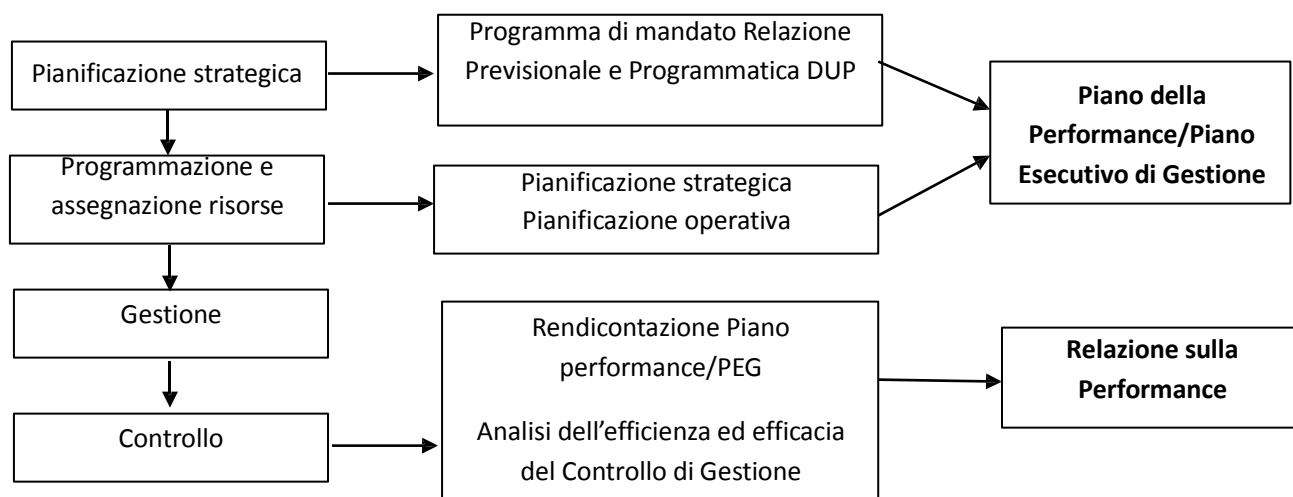 Pianificazione strategica
Programma di mandato Relazione
Previsionale e Programmatica DUP
Piano della
Performance/Piano
Esecutivo di Gestione
Programmazione e
assegnazione risorse
Pianificazione strategica
Pianificazione operativa
Gestione
Rendicontazione Piano
performance/PEG
Analisi dell’efficienza ed efficacia
del Controllo di Gestione
Relazione sulla
Performance
Controllo